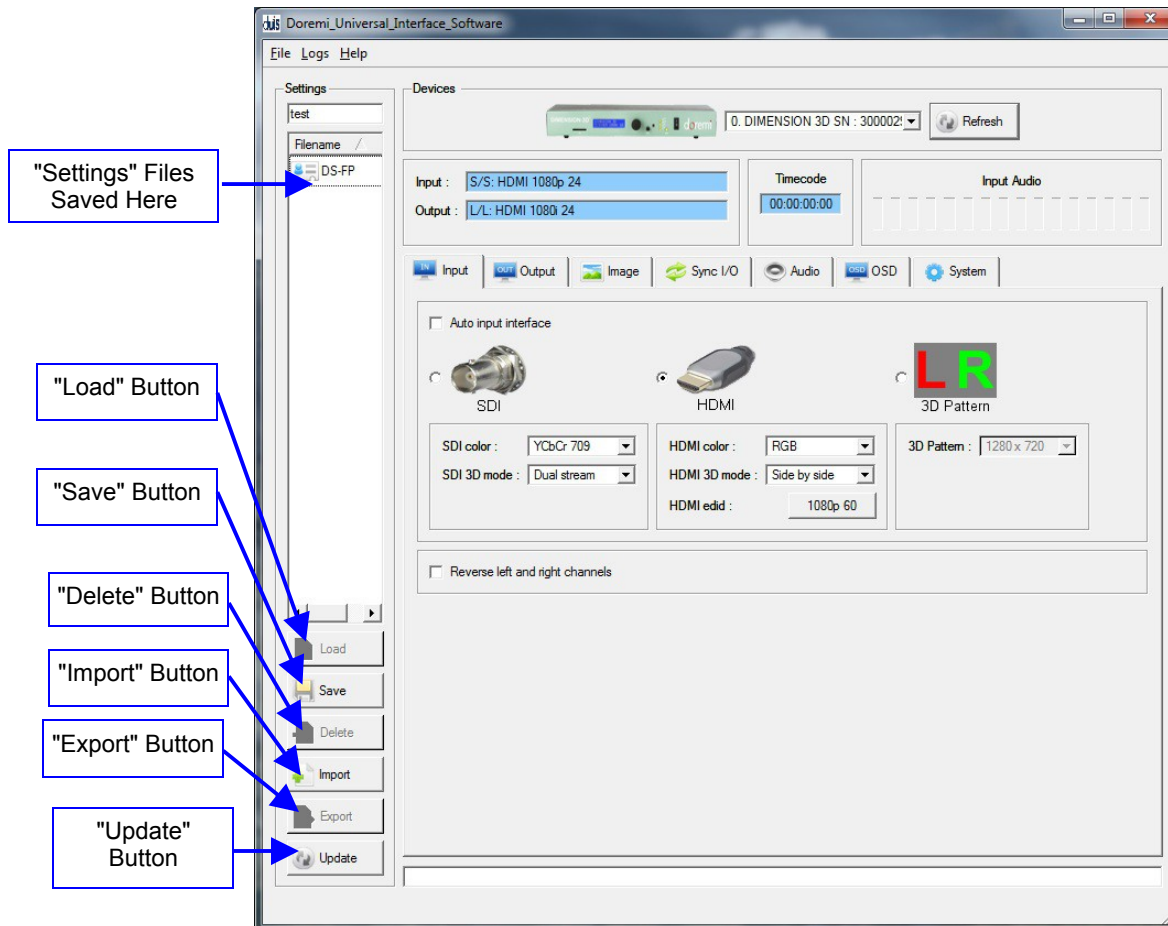 duis Doremi_Universal_Interface_Software
File Logs Help
Settings
test
Filename
DS-FP
Devices
doremi
0. DIMENSION 3D SN : 300002
Refresh
Input : S/S: HDMI 1080p 24
Output : L/L: HDMI 1080i 24
Timecode
00:00:00:00
Input Audio
IN Input
OUT Output
Image
Sync I/O
Audio
OSD OSD
System
Auto input interface
SDI
HDMI
L R
3D Pattern
SDI color : YCbCr 709
SDI 3D mode : Dual stream
HDMI color : RGB
HDMI 3D mode : Side by side
HDMI edid : 1080p 60
3D Pattern : 1280 x 720
Reverse left and right channels
Load
Save
Delete
Import
Export
Update
"Settings" Files
Saved Here
"Load" Button
"Save" Button
"Delete" Button
"Import" Button
"Export" Button
"Update"
Button